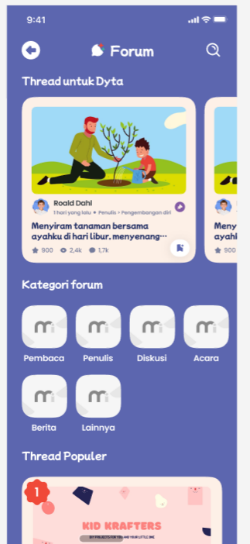 9:41
Forum
Thread untuk Dyta
Roald Dahl
1 hari yang lalu • Penulis • Pengembangan diri
Menyiram tanaman bersama
ayahku di hari libur, menyenang...
900 2,4k 1,7k
Meny
ayahk
900
Kategori forum
Pembaca Penulis Diskusi Acara
Berita Lainnya
Thread Populer
1
KID KRAFTERS